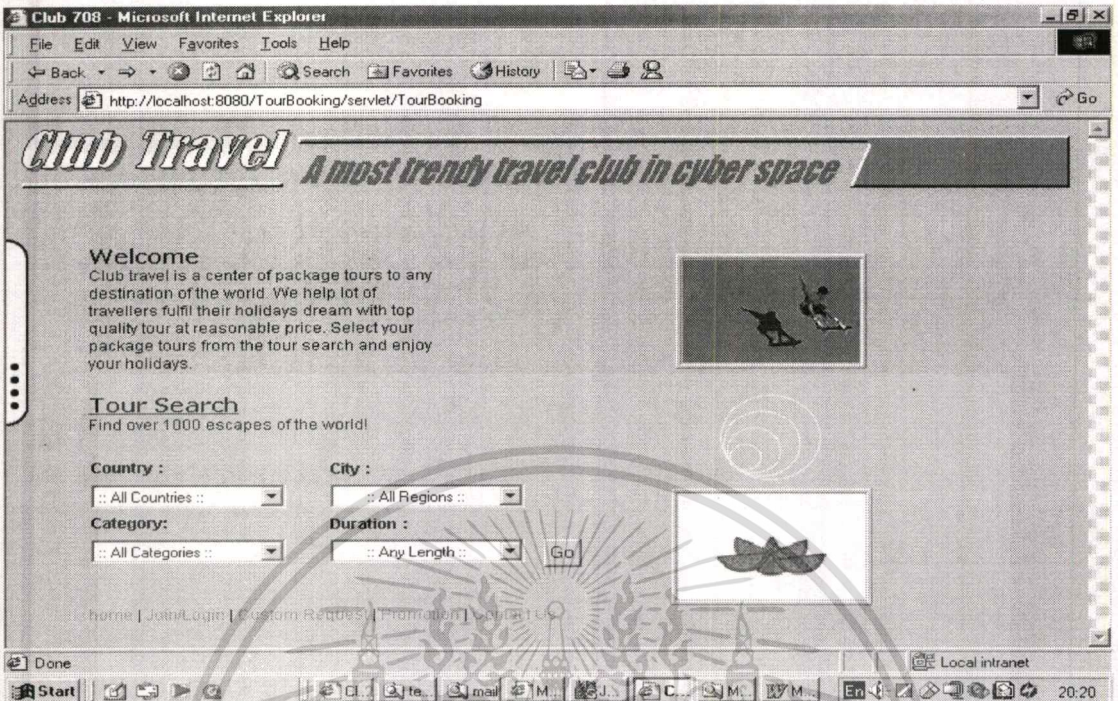 Club 708 - Microsoft Internet Explorer
File Edit View Favorites Tools Help
Back Search Favorites History
Address http://localhost:8080/TourBooking/servlet/TourBooking Go
Club Travel
A most trendy travel club in cyber space
Welcome
Club travel is a center of package tours to any
destination of the world. We help lot of
travellers fulfil their holidays dream with top
quality tour at reasonable price. Select your
package tours from the tour search and enjoy
your holidays.
Tour Search
Find over 1000 escapes of the world!
Country : City :
:: All Countries :: :: All Regions ::
Category: Duration :
:: All Categories :: :: Any Length :: Go
home | Join/Login | Custom Request | Promotion | Contact Us
Done Local intranet
Start Cl... te... mail M... J... C... M... M... En 20:20